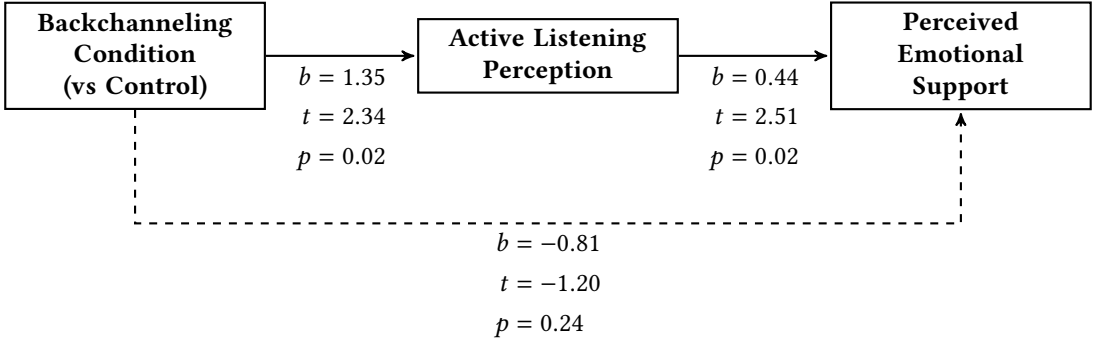 Backchanneling
Condition
(vs Control)
Active Listening
Perception
Perceived
Emotional
Support
b = 1.35
t = 2.34
p = 0.02
b = 0.44
t = 2.51
p = 0.02
b = −0.81
t = −1.20
p = 0.24